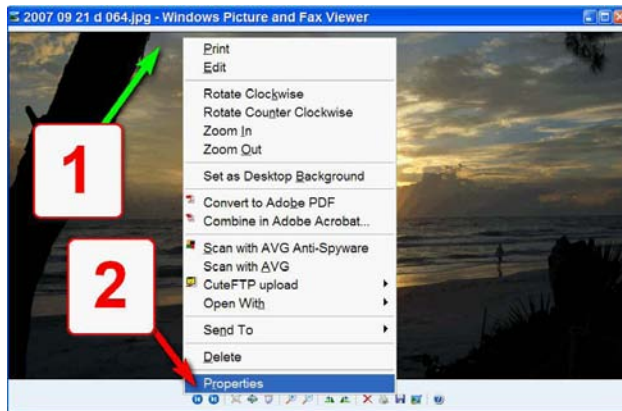 2007 09 21 d 064.jpg - Windows Picture and Fax Viewer
Print
Edit
Rotate Clockwise
Rotate Counter Clockwise
Zoom In
Zoom Out
Set as Desktop Background
Convert to Adobe PDF
Combine in Adobe Acrobat...
Scan with AVG Anti-Spyware
Scan with AVG
CuteFTP upload
Open With
Send To
Delete
Properties
1
2